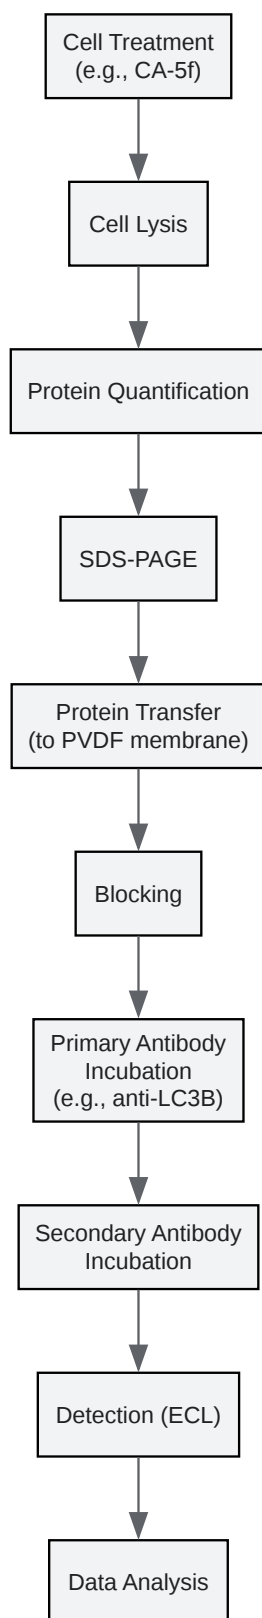 Cell Treatment
(e.g., CA-5f)
Cell Lysis
Protein Quantification
SDS-PAGE
Protein Transfer
(to PVDF membrane)
Blocking
Primary Antibody
Incubation
(e.g., anti-LC3B)
Secondary Antibody
Incubation
Detection (ECL)
Data Analysis